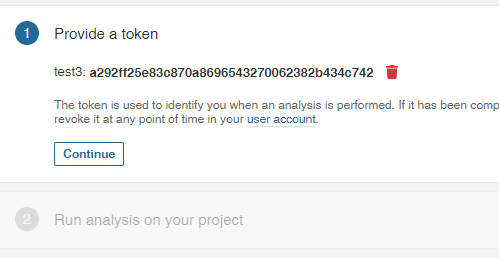 1 Provide a token
test3: a292ff25e83c870a8696543270062382b434c742
The token is used to identify you when an analysis is performed. If it has been comp
revoke it at any point of time in your user account.
Continue
2 Run analysis on your project